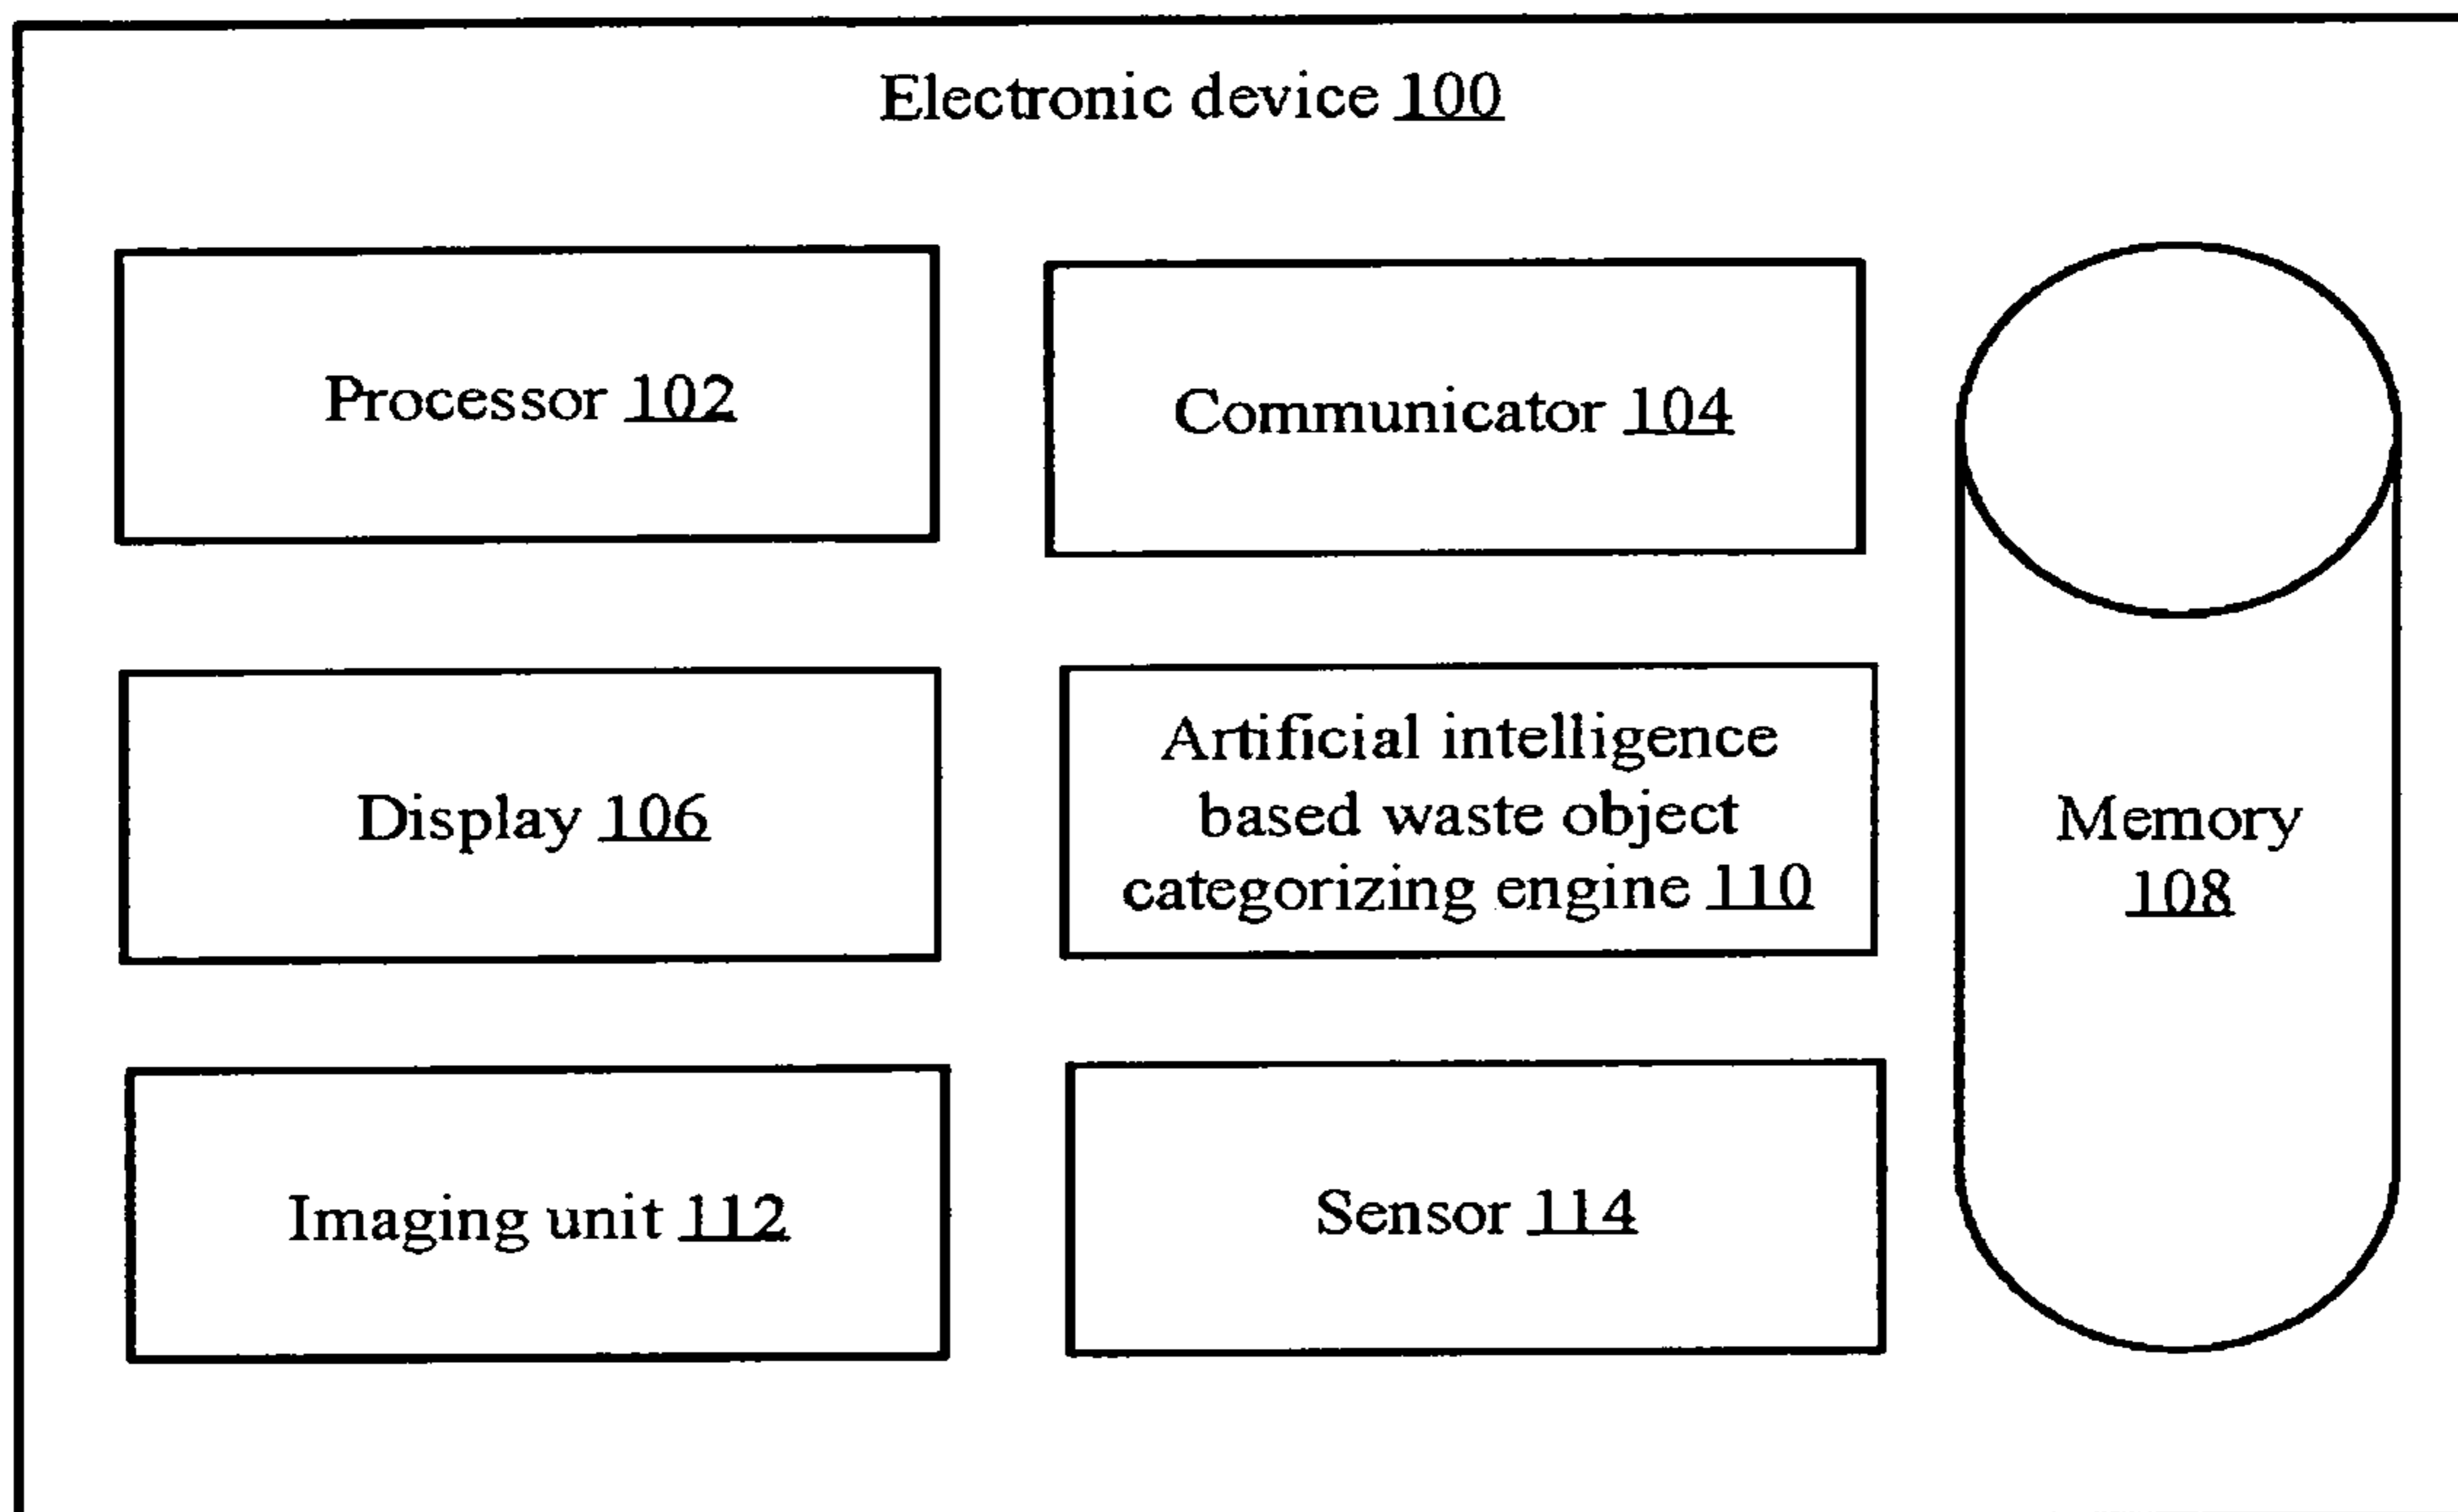 Electronic device 100
Processor 102
Communicator 104
Display 106
Artificial intelligence
based waste object
categorizing engine 110
Memory
108
Imaging unit 112
Sensor 114